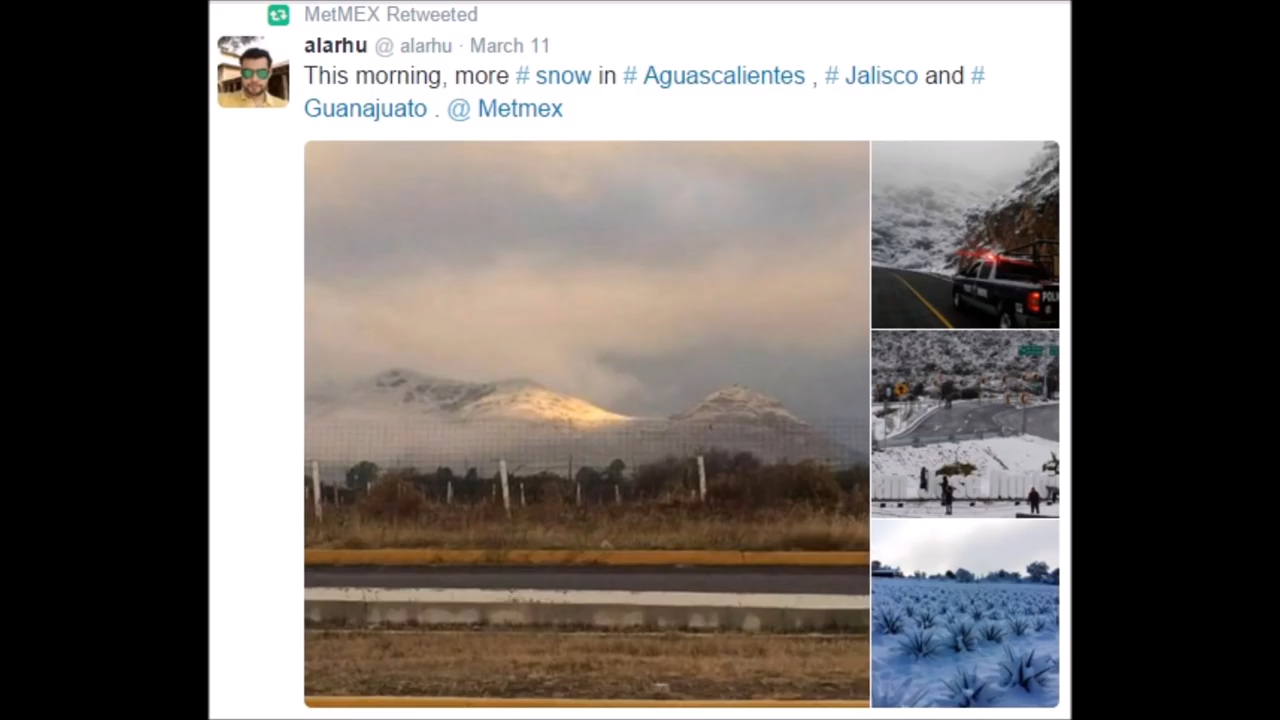 MetMEX Retweeted
alarhu @ alarhu · March 11
This morning, more # snow in # Aguascalientes , # Jalisco and #
Guanajuato . @ Metmex